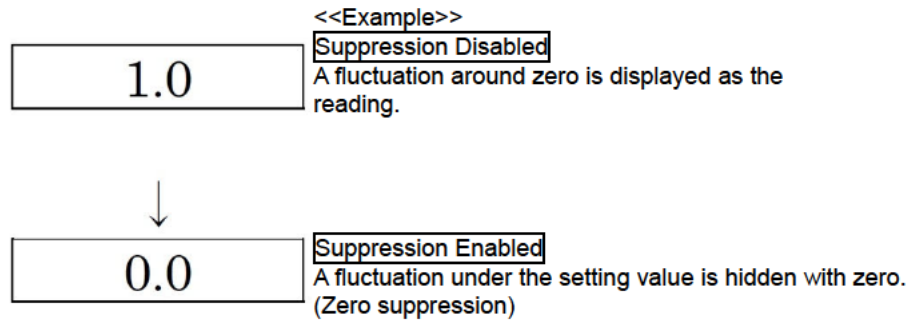 <<Example>>
Suppression Disabled
1.0
A fluctuation around zero is displayed as the
reading.
↓
Suppression Enabled
0.0
A fluctuation under the setting value is hidden with zero.
(Zero suppression)